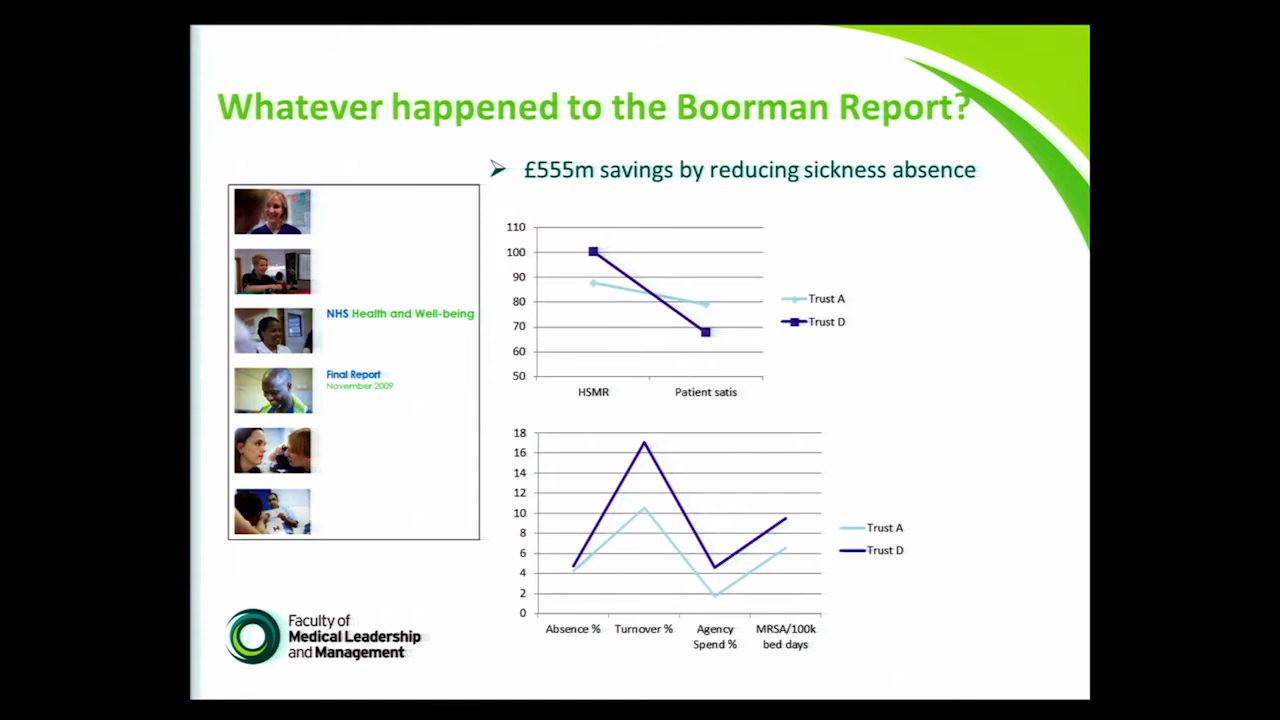 Whatever happened to the Boorman Report?
➢ £555m savings by reducing sickness absence
NHS Health and Well-being
Final Report
November 2009
110
100
90
80
70
60
50
HSMR
Patient satis
Trust A
Trust D
18
16
14
12
10
8
6
4
2
0
Absence %
Turnover %
Agency
Spend %
MRSA/100k
bed days
Trust A
Trust D
Faculty of
Medical Leadership
and Management